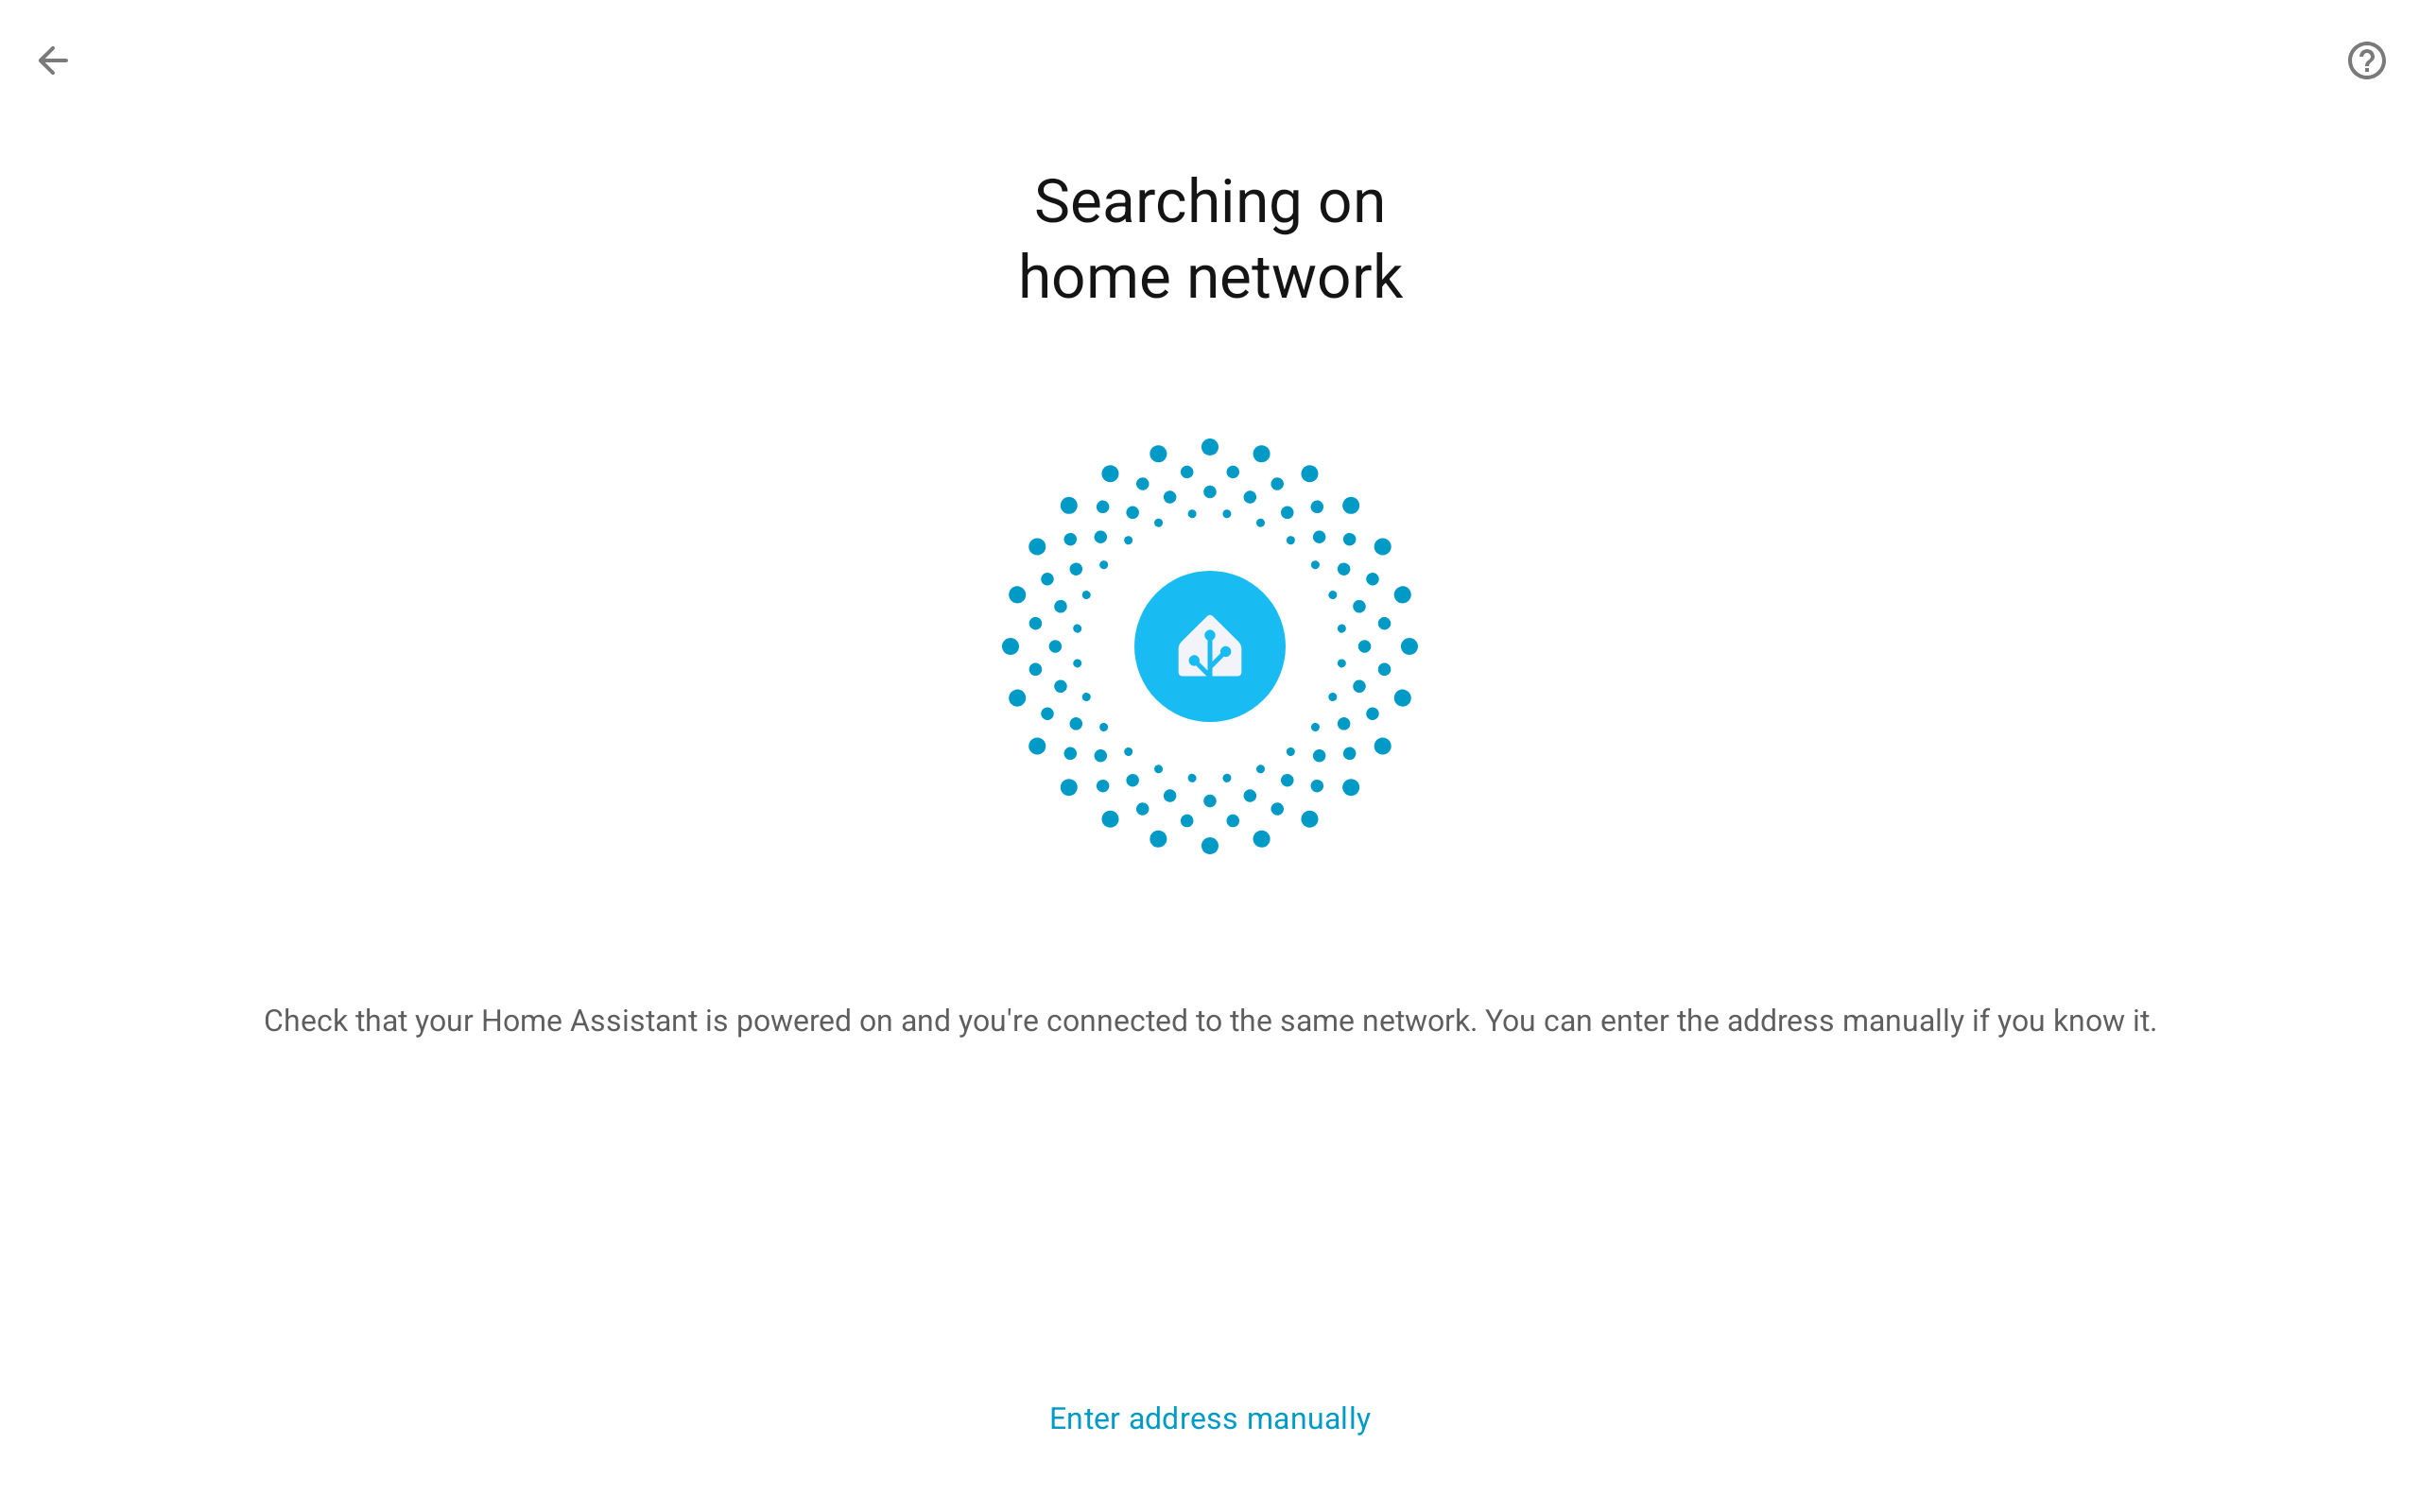 Searching on
home network
Check that your Home Assistant is powered on and you're connected to the same network. You can enter the address manually if you know it.
Enter address manually